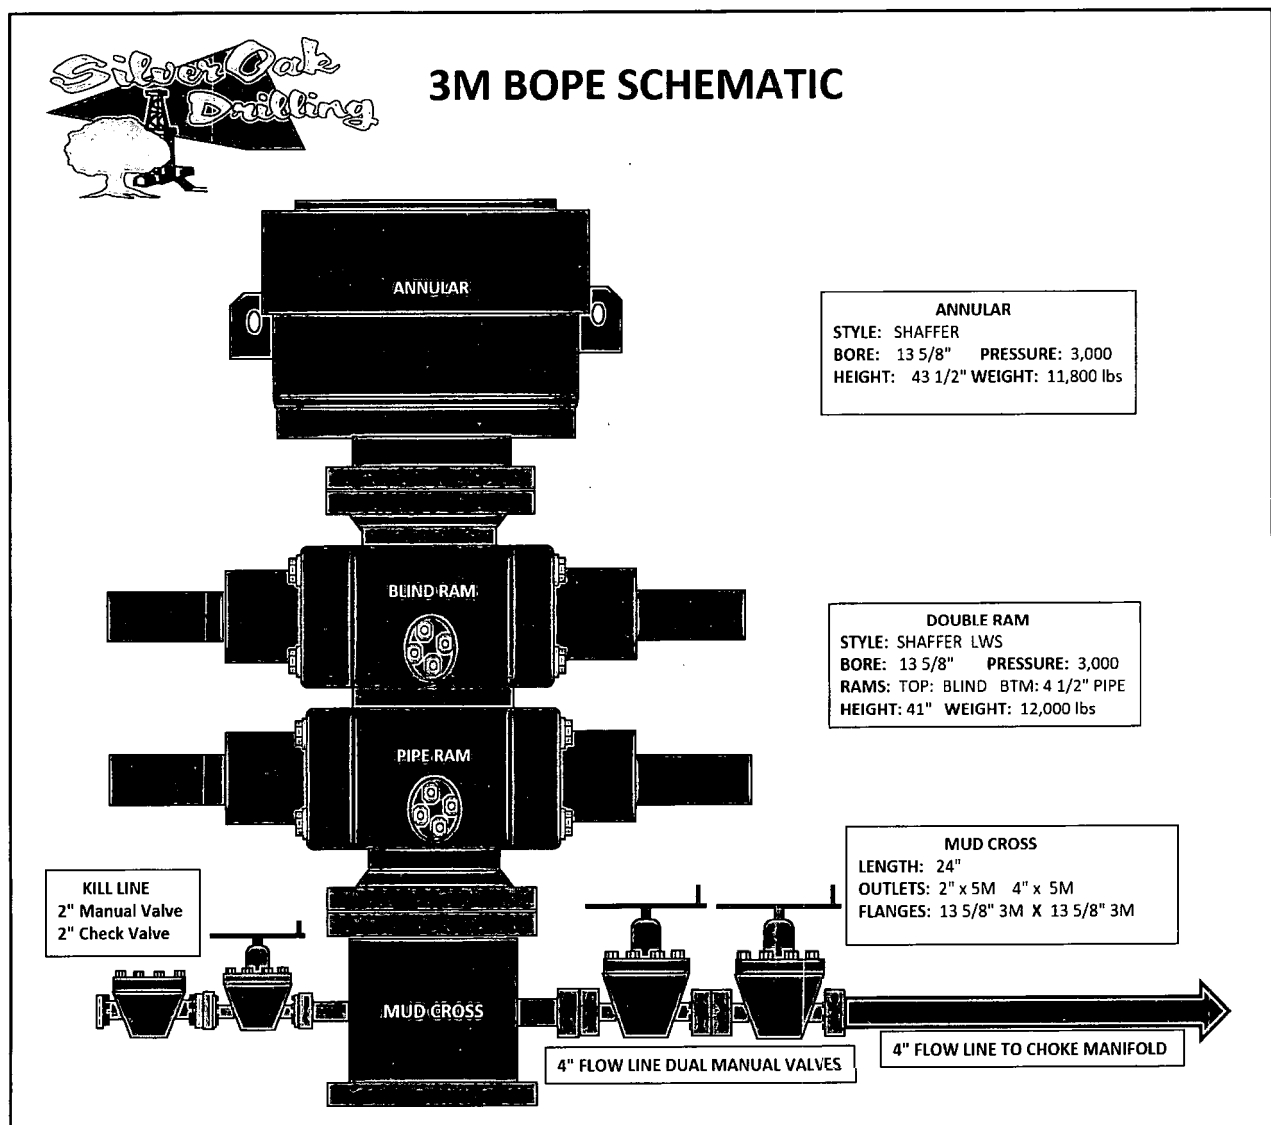 SilverOak
Drilling
3M BOPE SCHEMATIC
ANNULAR
ANNULAR
STYLE: SHAFFER
BORE: 13 5/8" PRESSURE: 3,000
HEIGHT: 43 1/2" WEIGHT: 11,800 lbs
BLIND RAM
DOUBLE RAM
STYLE: SHAFFER LWS
BORE: 13 5/8" PRESSURE: 3,000
RAMS: TOP: BLIND BTM: 4 1/2" PIPE
HEIGHT: 41" WEIGHT: 12,000 lbs
PIPE RAM
MUD CROSS
LENGTH: 24"
OUTLETS: 2" x 5M 4" x 5M
FLANGES: 13 5/8" 3M X 13 5/8" 3M
KILL LINE
2" Manual Valve
2" Check Valve
MUD CROSS
4" FLOW LINE DUAL MANUAL VALVES
4" FLOW LINE TO CHOKE MANIFOLD